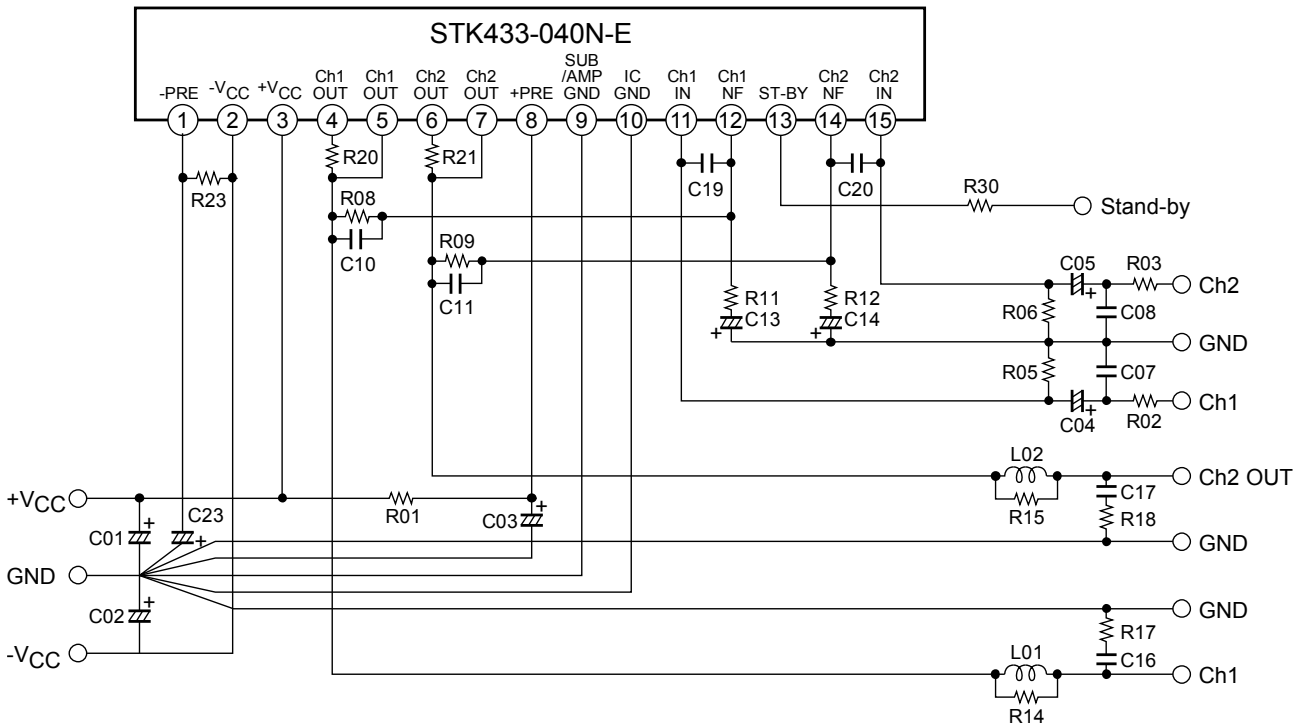 STK433-040N-E
-PRE
-VCC
+VCC
Ch1
OUT
Ch1
OUT
Ch2
OUT
Ch2
OUT
+PRE
SUB
/AMP
GND
IC
GND
Ch1
IN
Ch1
NF
ST-BY
Ch2
NF
Ch2
IN
1
2
3
4
5
6
7
8
9
10
11
12
13
14
15
R20
R21
C19
C20
R23
R30
Stand-by
R08
C10
R09
C11
C05
R03
Ch2
R11
C13
R12
C14
+
+
+
R06
C08
GND
R05
C07
C04
+
R02
Ch1
L02
Ch2 OUT
R15
C17
R18
GND
+VCC
C01
+
C23
+
R01
C03
+
GND
C02
+
-VCC
GND
R17
C16
L01
Ch1
R14